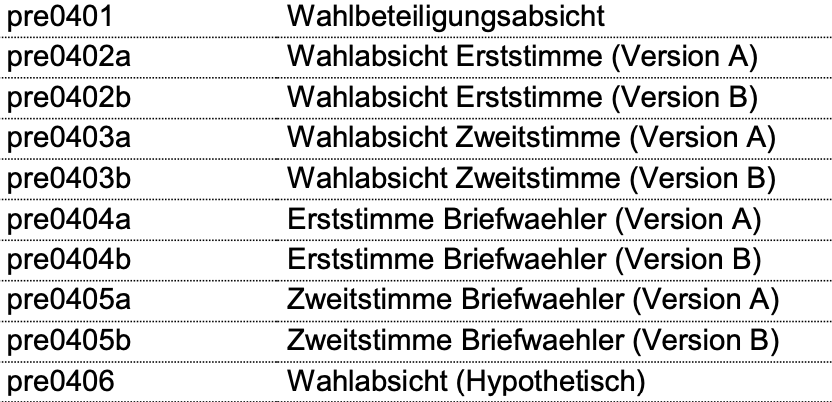 pre0401 Wahlbeteiligungsabsicht
pre0402a Wahlabsicht Erststimme (Version A)
pre0402b Wahlabsicht Erststimme (Version B)
pre0403a Wahlabsicht Zweitstimme (Version A)
pre0403b Wahlabsicht Zweitstimme (Version B)
pre0404a Erststimme Briefwaehler (Version A)
pre0404b Erststimme Briefwaehler (Version B)
pre0405a Zweitstimme Briefwaehler (Version A)
pre0405b Zweitstimme Briefwaehler (Version B)
pre0406 Wahlabsicht (Hypothetisch)